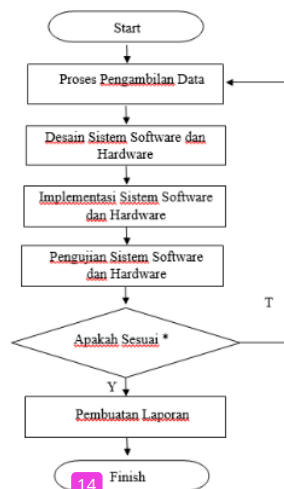 Start
Proses Pengambilan Data
Desain Sistem Software dan
Hardware
Implementasi Sistem Software
dan Hardware
Pengujian Sistem Software
dan Hardware
T
Apakah Sesuai *
Y
Pembuatan Laporan
Finish
14